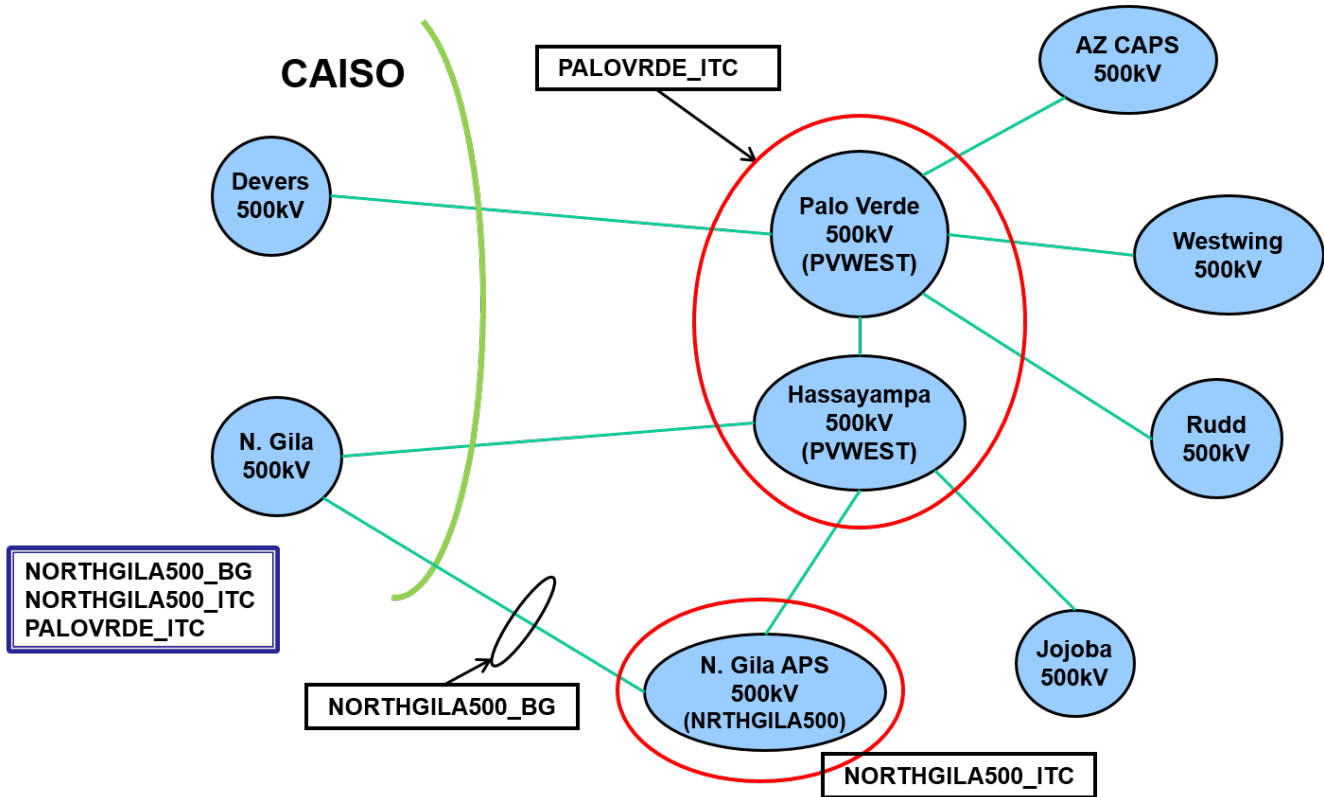 CAISO
PALOVRDE_ITC
AZ CAPS
500kV
Devers
500kV
Palo Verde
500kV
(PVWEST)
Westwing
500kV
Hassayampa
500kV
(PVWEST)
Rudd
500kV
N. Gila
500kV
NORTHGILA500_BG
NORTHGILA500_ITC
PALOVRDE_ITC
NORTHGILA500_BG
N. Gila APS
500kV
(NRTHGILA500)
Jojoba
500kV
NORTHGILA500_ITC